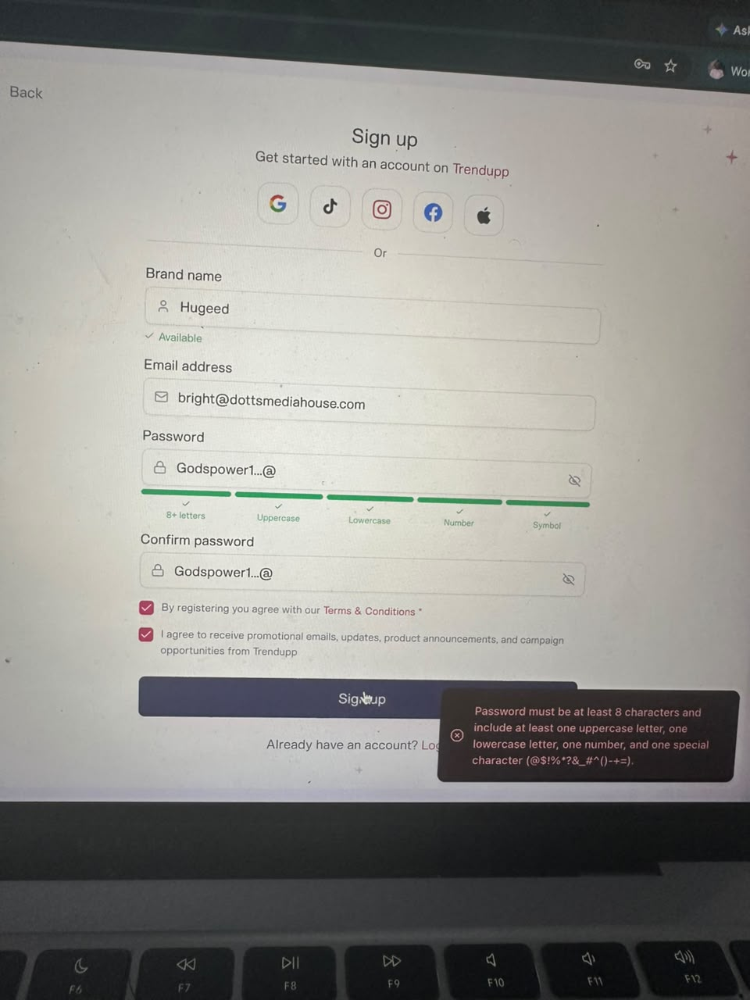 Back
Sign up
Get started with an account on Trendupp
Or
Brand name
Hugeed
Available
Email address
bright@dottsmediahouse.com
Password
Godspower1...@
8+ letters
Uppercase
Lowercase
Number
Symbol
Confirm password
Godspower1...@
By registering you agree with our Terms & Conditions *
I agree to receive promotional emails, updates, product announcements, and campaign
opportunities from Trendupp
Sign up
Already have an account?
Password must be at least 8 characters and
include at least one uppercase letter, one
lowercase letter, one number, and one special
character (@$!%*?&_#^()-+=).
F6
F7
F8
F9
F10
F11
F12